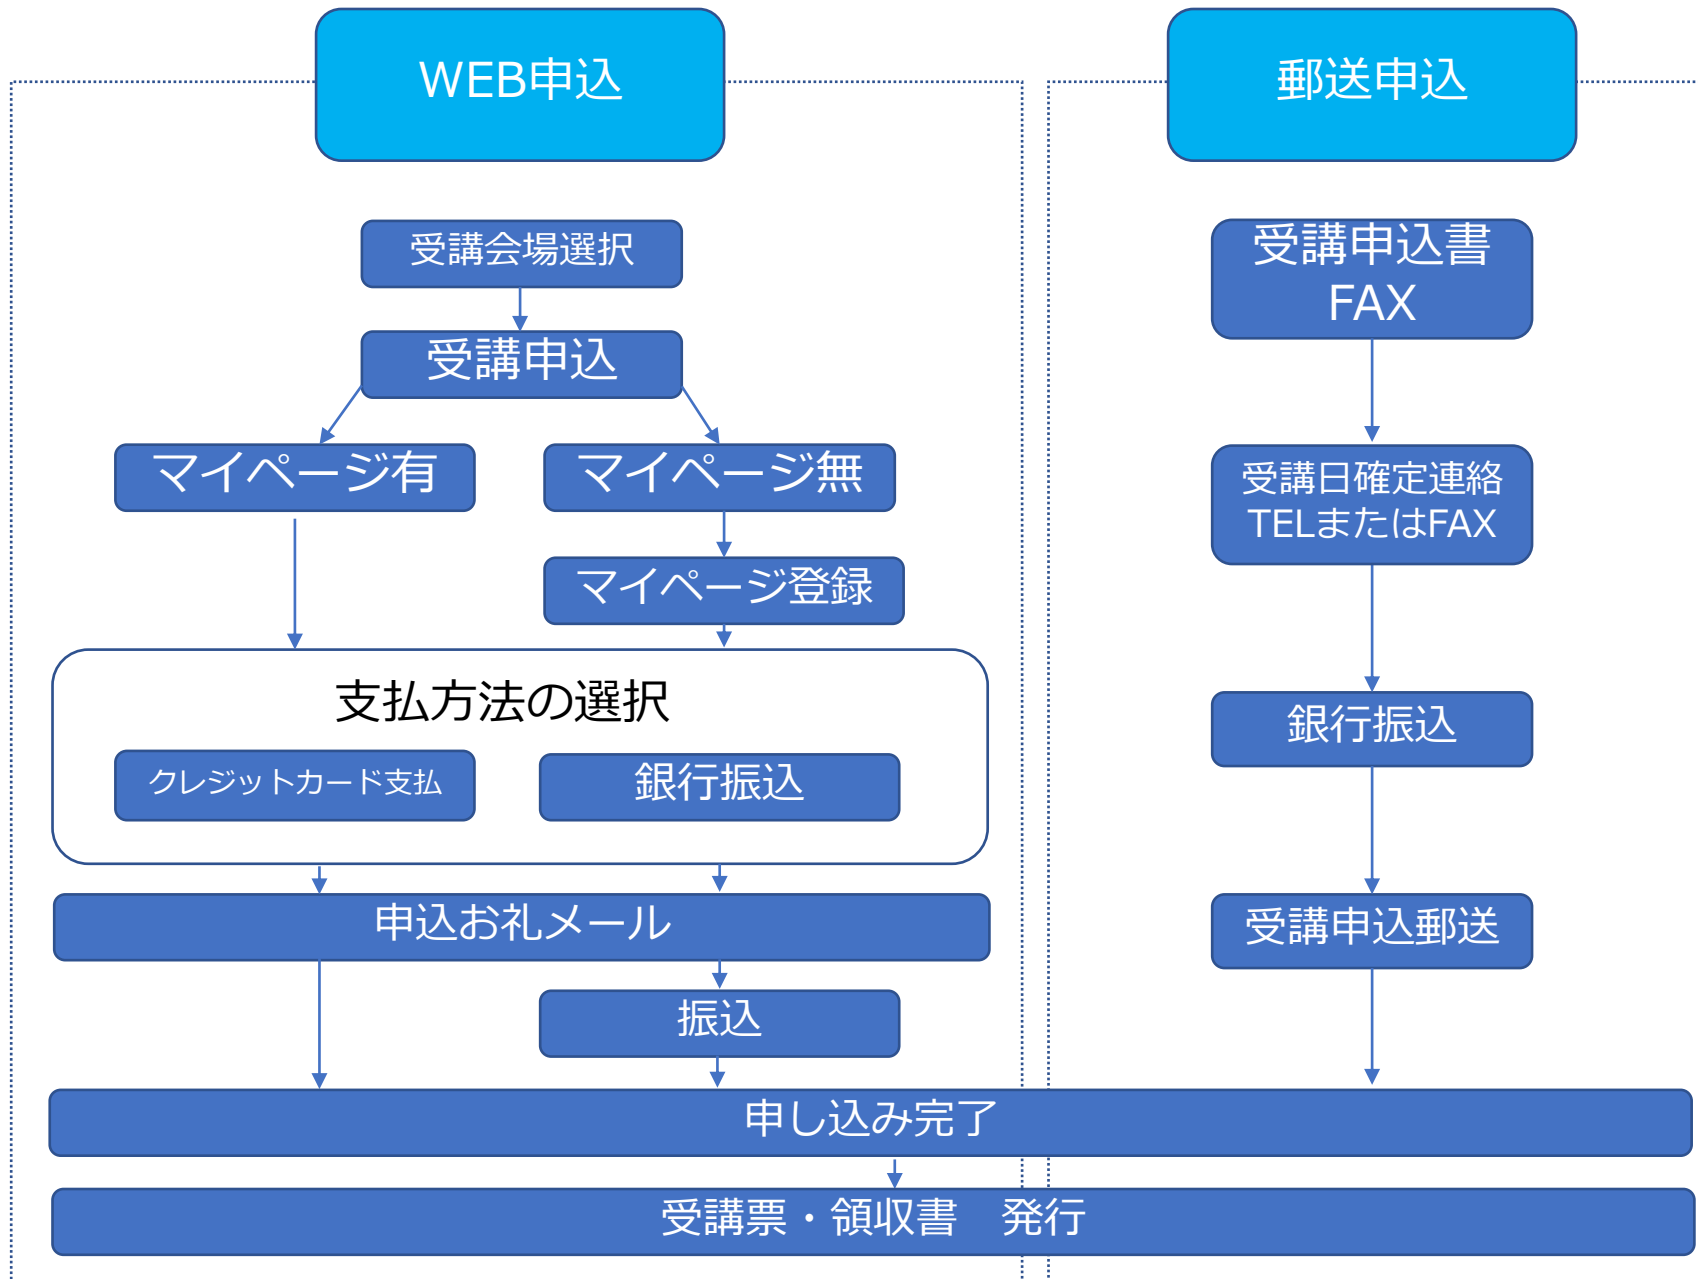 WEB申込
受講会場選択
受講申込
マイページ有
マイページ無
マイページ登録
支払方法の選択
クレジットカード支払
銀行振込
申込お礼メール
振込
郵送申込
受講申込書
FAX
受講日確定連絡
TELまたはFAX
銀行振込
受講申込郵送
申し込み完了
受講票・領収書　発行